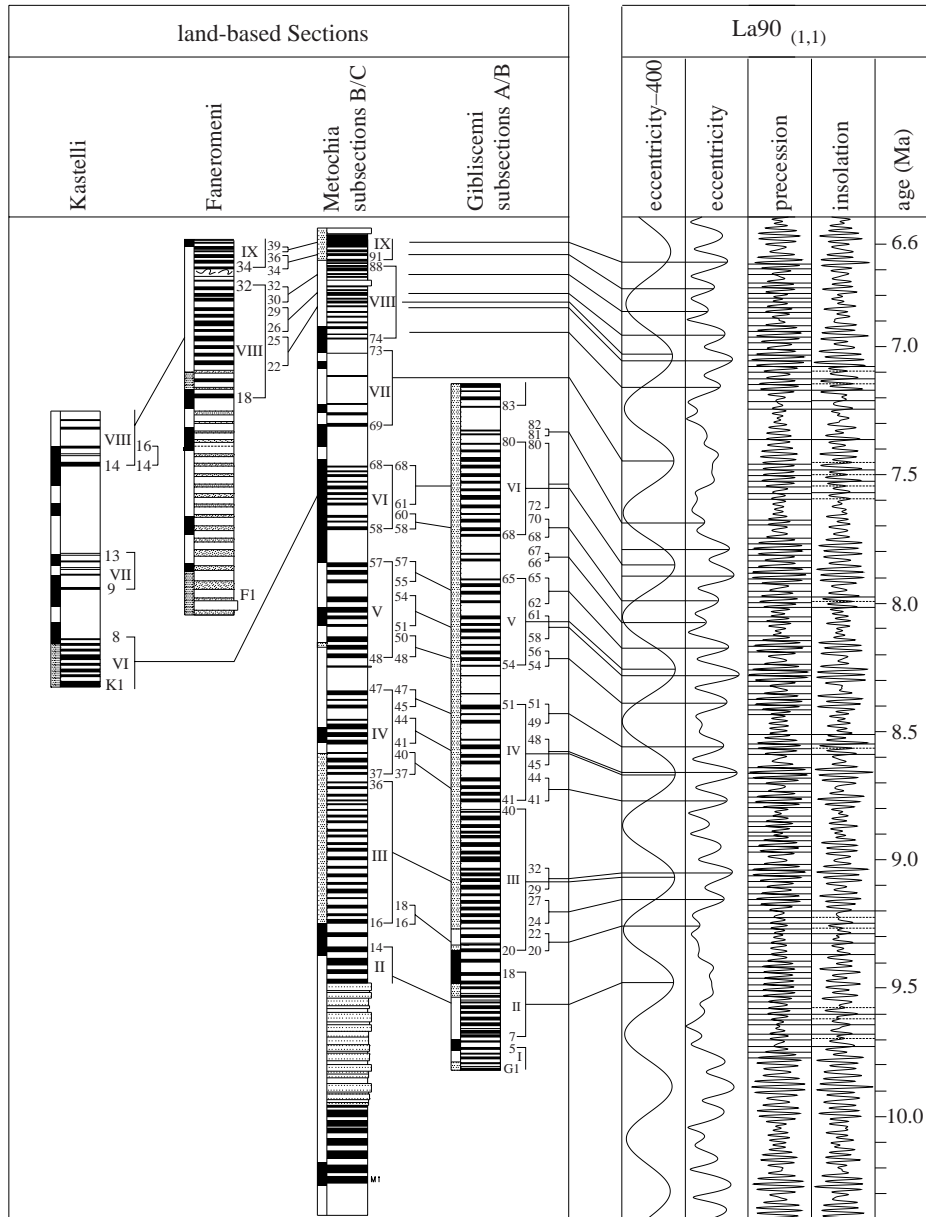 land-based Sections
La90 (1,1)
Kastelli
Faneromeni
Metochia
subsections B/C
Gibliscemi
subsections A/B
eccentricity–400
eccentricity
precession
insolation
age (Ma)
IX
39
36
34
34
32
32
30
29
26
VIII
25
22
18
F1
VIII
16
14
14
13
VII
9
8
VI
K1
IX
91
88
VIII
74
73
VII
69
68
68
VI
61
60
58
58
57
57
55
54
V
51
50
48
48
47
47
45
44
IV
41
40
37
37
36
III
18
16
16
14
II
M1
83
82
81
80
80
VI
72
70
68
68
67
66
65
65
62
61
V
58
56
54
54
51
51
49
48
IV
45
44
41
41
40
32
III
29
27
24
22
20
20
18
II
7
5
I
G1
6.6
7.0
7.5
8.0
8.5
9.0
9.5
10.0